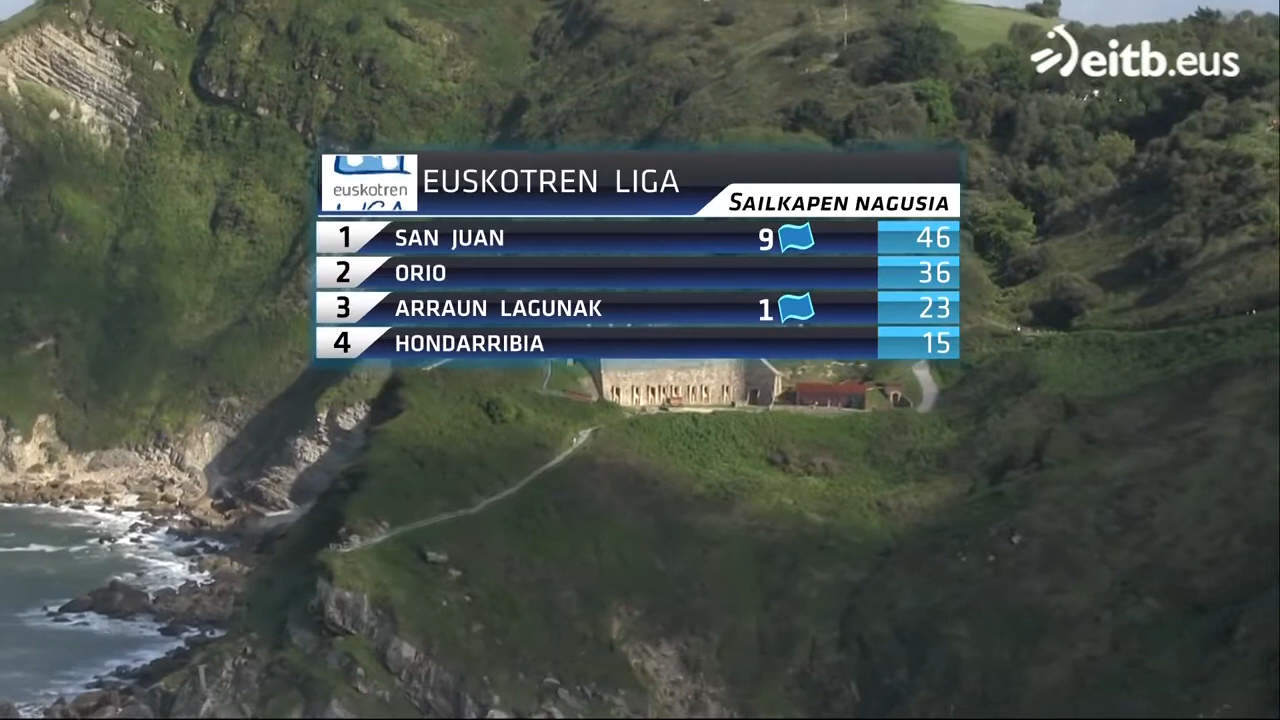 eitb.eus
euskotren
LIGA
EUSKOTREN LIGA
SAILKAPEN NAGUSIA
1 SAN JUAN 9 46
2 ORIO 36
3 ARRAUN LAGUNAK 1 23
4 HONDARRIBIA 15